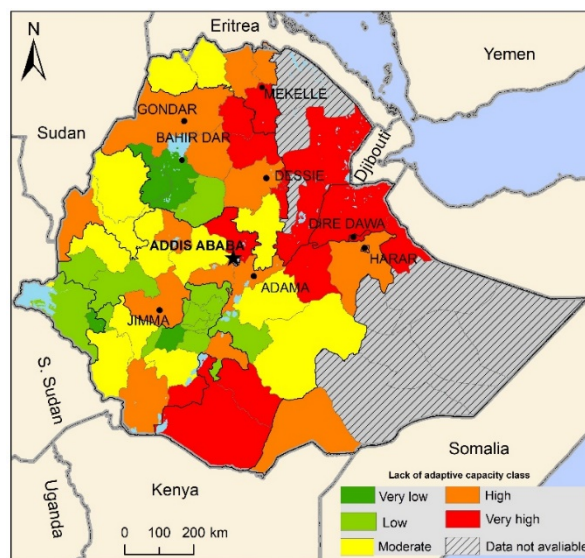 Eritrea
Yemen
N
MEKELLE
GONDAR
Sudan
BAHIR DAR
Djibouti
DESSIE
DIRE DAWA
ADDIS ABABA
HARAR
ADAMA
JIMMA
S. Sudan
Somalia
Kenya
Uganda
0 100 200 km
Lack of adaptive capacity class
Very low
High
Low
Very high
Moderate
Data not avaliable